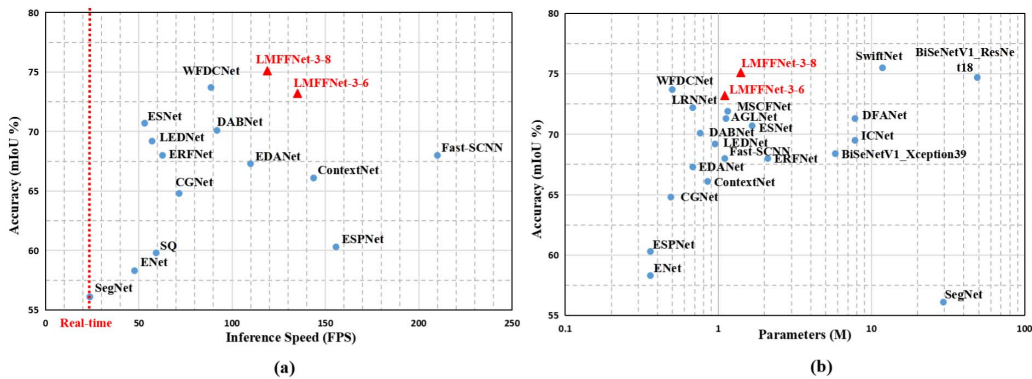 80
75
70
65
60
55
0
50
100
150
200
250
Accuracy (mIoU %)
Inference Speed (FPS)
Real-time
LMFFNet-3-8
WFDCNet
LMFFNet-3-6
ESNet
DABNet
LEDNet
ERFNet
EDANet
Fast-SCNN
ContextNet
CGNet
SQ
ESPNet
ENet
SegNet
(a)
80
75
70
65
60
55
0.1
1
10
100
Accuracy (mIoU %)
Parameters (M)
SwiftNet
BiSeNetV1_ResNe
t18
LMFFNet-3-8
WFDCNet
LMFFNet-3-6
LRNNet
MSCFNet
AGLNet
ESNet
DFANet
DABNet
LEDNet
ICNet
Fast-SCNN
ERFNet
BiSeNetV1_Xception39
EDANet
ContextNet
CGNet
ESPNet
ENet
SegNet
(b)